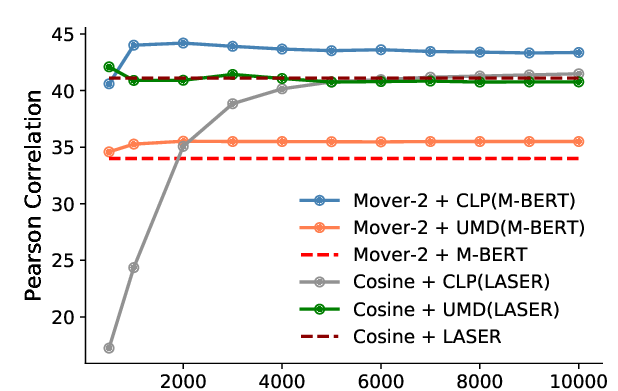 45
40
35
30
25
20
Pearson Correlation
Mover-2 + CLP(M-BERT)
Mover-2 + UMD(M-BERT)
Mover-2 + M-BERT
Cosine + CLP(LASER)
Cosine + UMD(LASER)
Cosine + LASER
2000 4000 6000 8000 10000